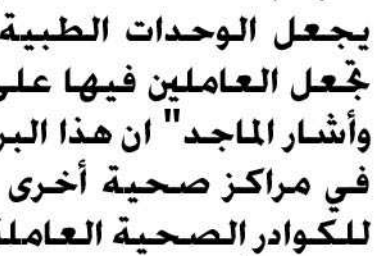 يجعل الوحدات الطبية
تجعل العاملين فيها على
وأشار الماجد" ان هذا البر
في مراكز صحية أخرى
للكوادر الصحية العاملة